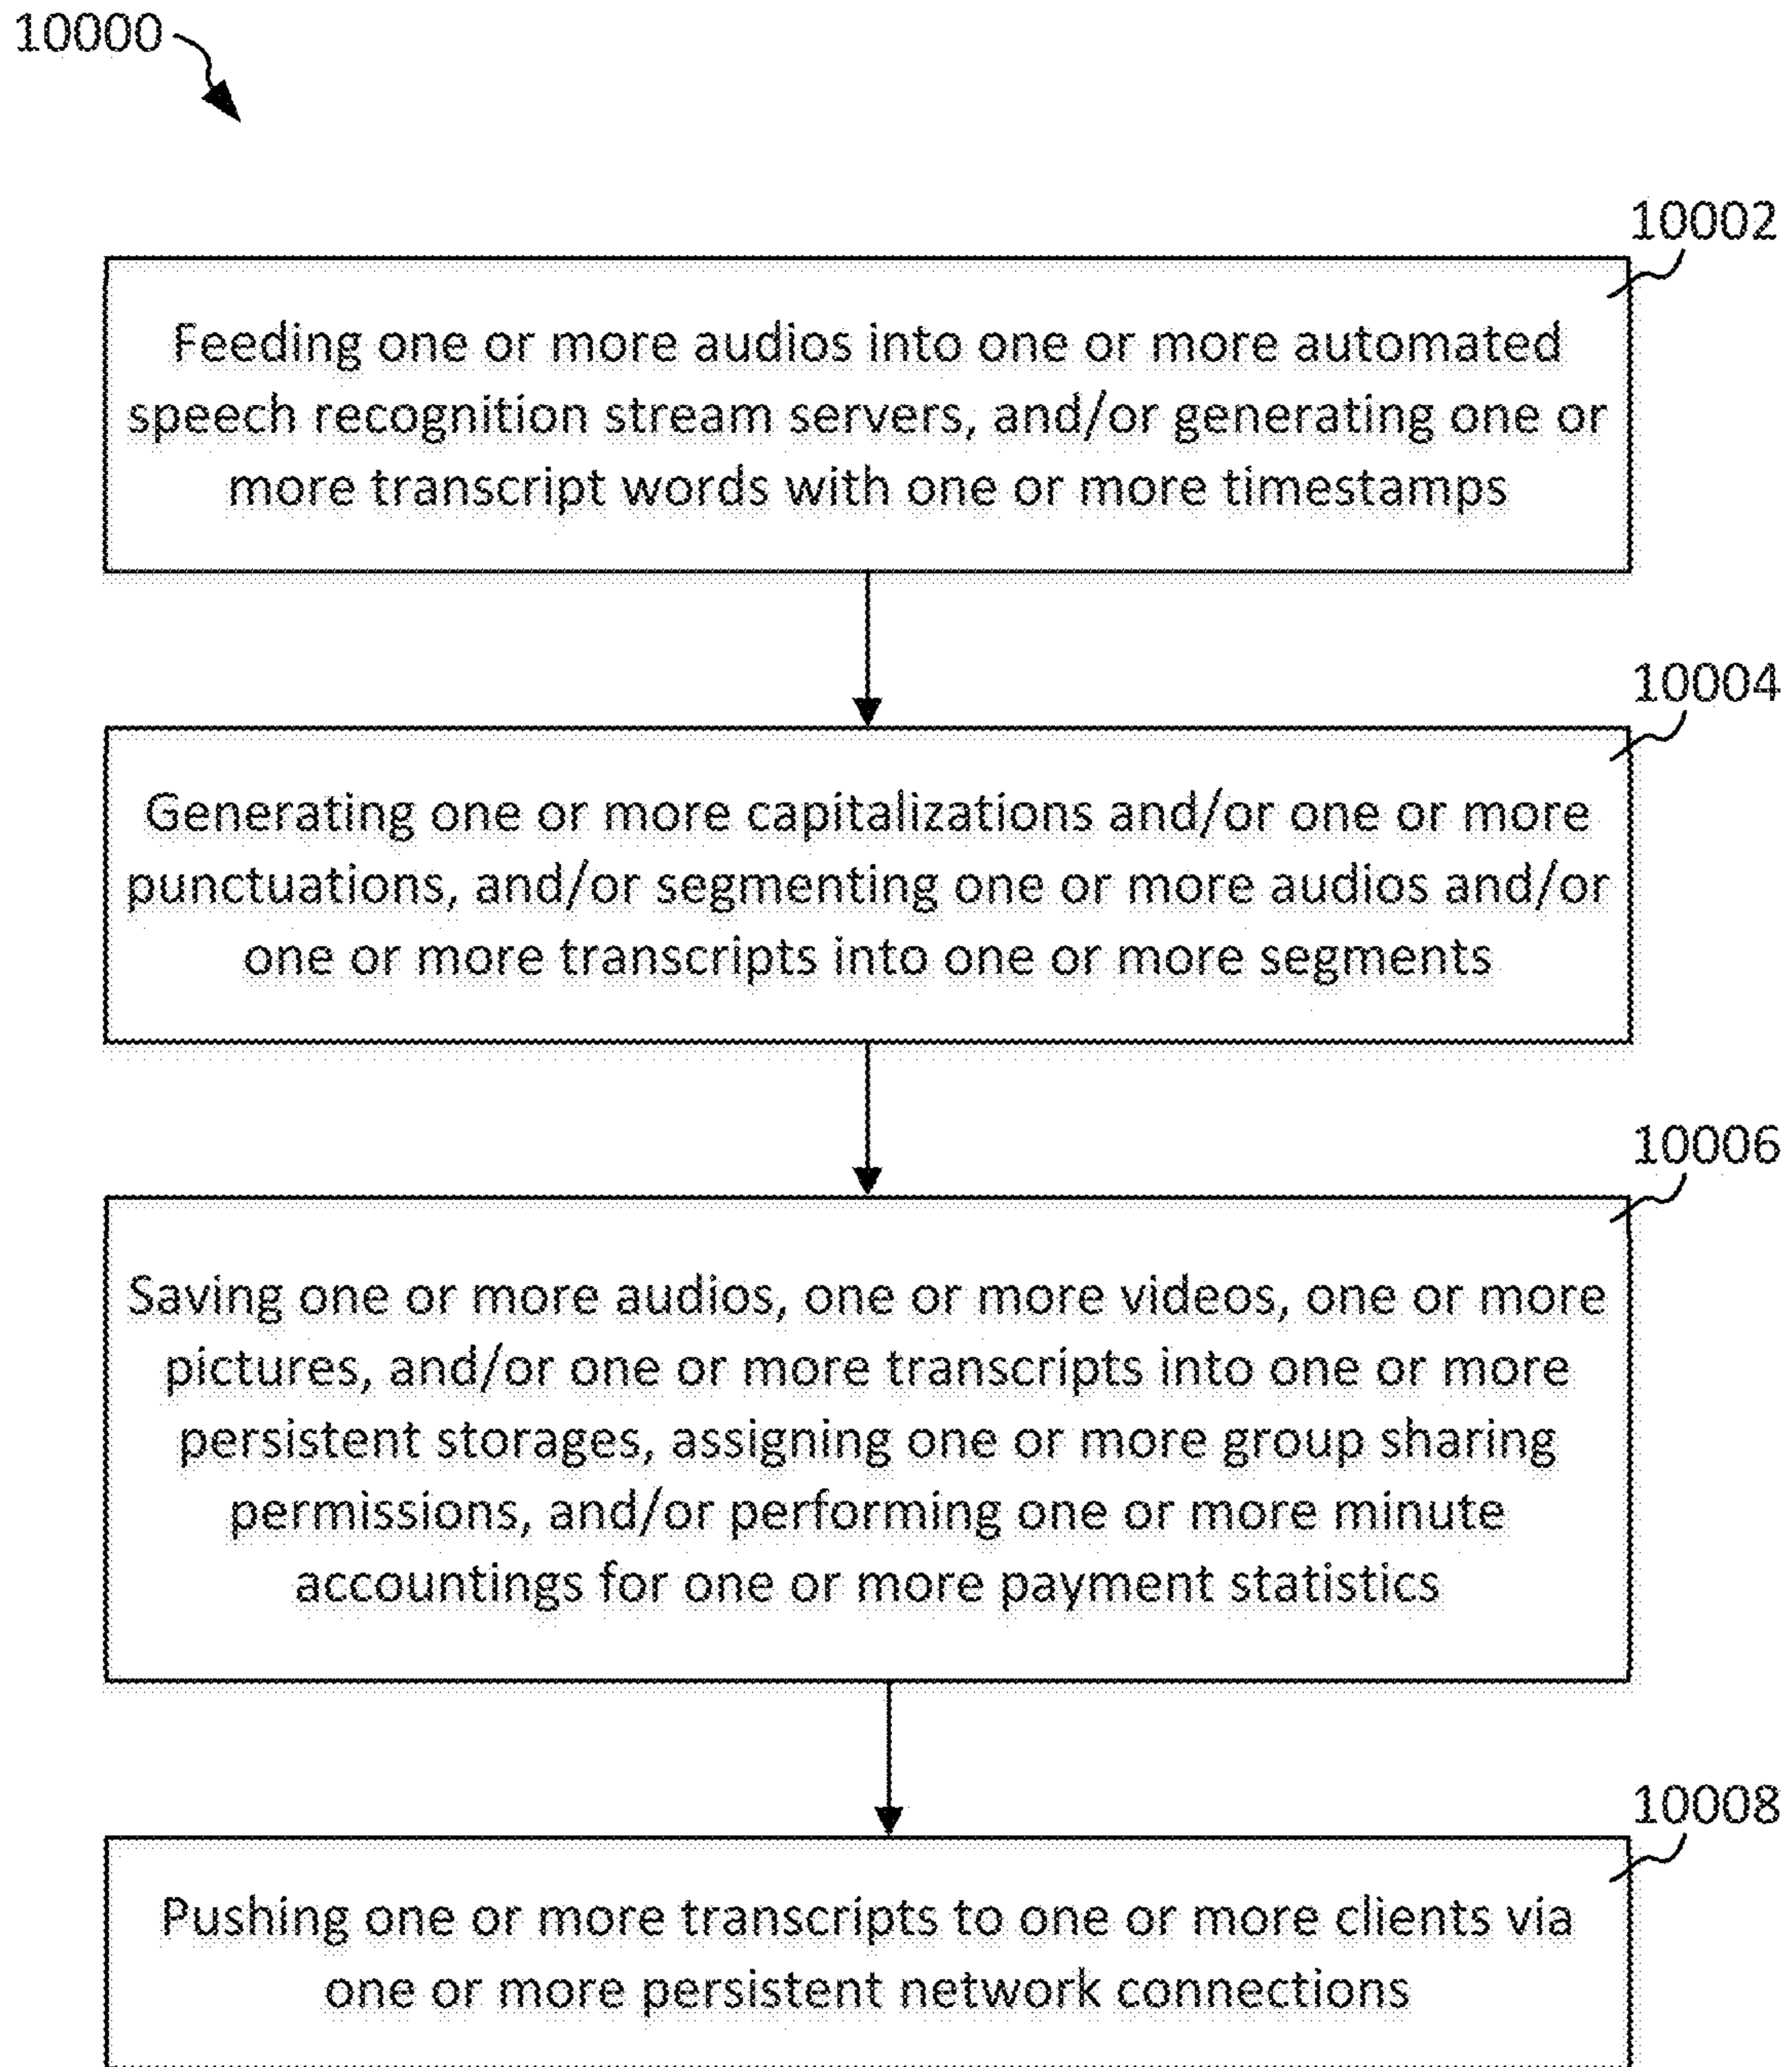 10000
10002
Feeding one or more audios into one or more automated
speech recognition stream servers, and/or generating one or
more transcript words with one or more timestamps
10004
Generating one or more capitalizations and/or one or more
punctuations, and/or segmenting one or more audios and/or
one or more transcripts into one or more segments
10006
Saving one or more audios, one or more videos, one or more
pictures, and/or one or more transcripts into one or more
persistent storages, assigning one or more group sharing
permissions, and/or performing one or more minute
accountings for one or more payment statistics
10008
Pushing one or more transcripts to one or more clients via
one or more persistent network connections